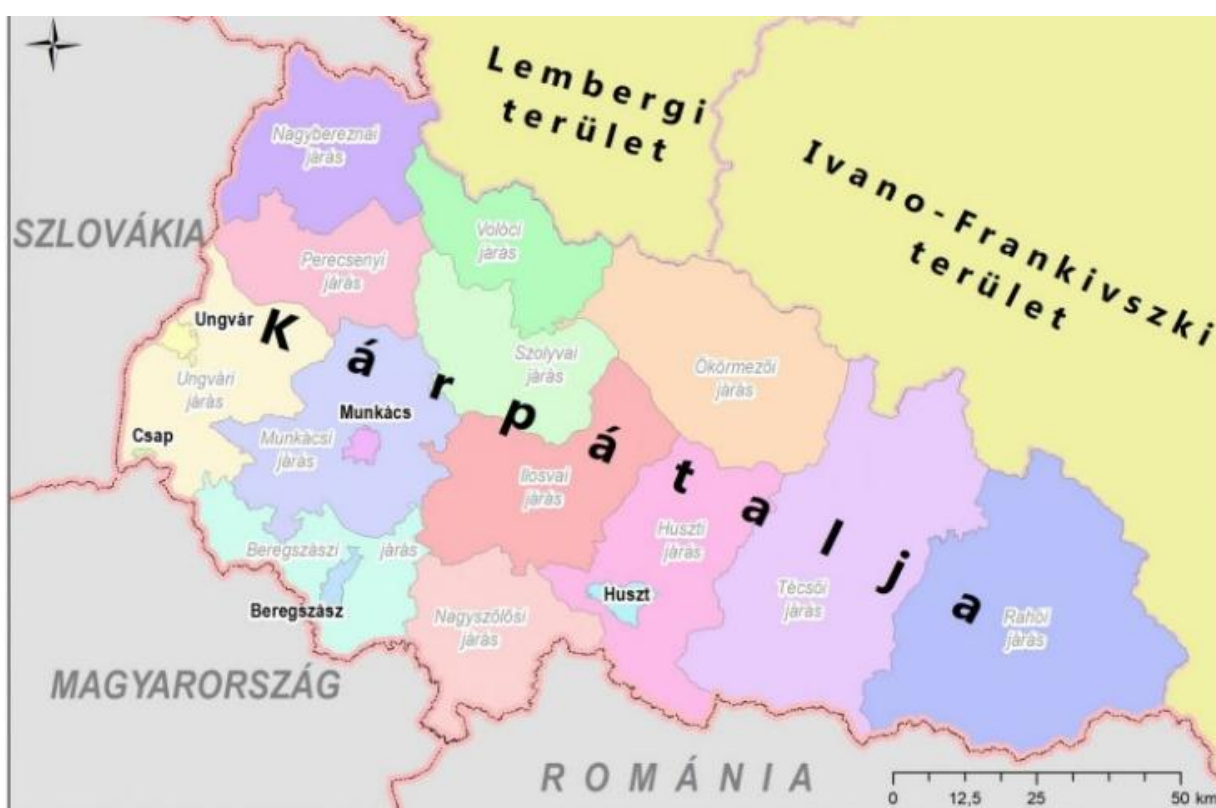 Lembergi
terület
Ivano-Frankivszki
terület
Nagybereznai
járás
SZLOVÁKIA
Volóci
járás
Perecsenyi
járás
Ungvár
Kárpátalja
Szolyvai
járás
Ökörmezői
járás
Ungvári
járás
Munkács
Csap
Munkácsi
járás
Ilosvai
járás
Huszti
járás
Beregszászi járás
Técsői
járás
Beregszász
Huszt
Nagyszőlősi
járás
Rahói
járás
MAGYARORSZÁG
ROMÁNIA
0 12,5 25 50 km